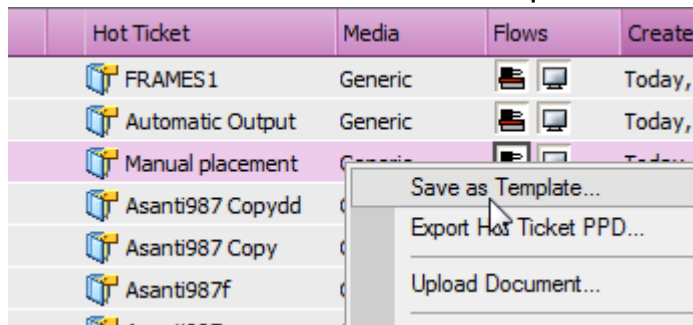 Hot Ticket Media Flows Create
FRAMES1 Generic Today,
Automatic Output Generic Today,
Manual placement
Asanti987 Copydd
Save as Template...
Asanti987 Copy
Export Hot Ticket PPD...
Asanti987f
Upload Document...